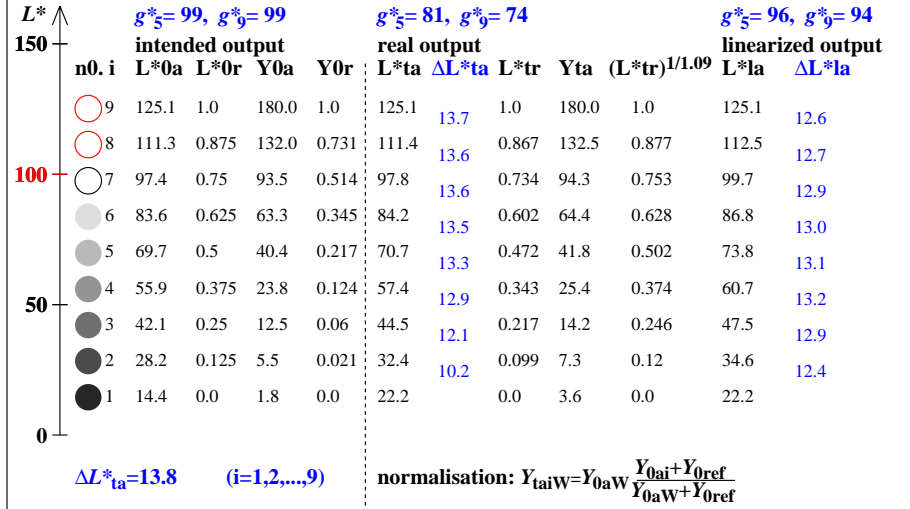 L* g*5= 99, g*9= 99 g*5= 81, g*9= 74 g*5= 96, g*9= 94
150 intended output real output linearized output
n0. i L*0a L*0r Y0a Y0r L*ta ΔL*ta L*tr Yta (L*tr)1/1.09 L*la ΔL*la
9 125.1 1.0 180.0 1.0 125.1 1.0 180.0 1.0 125.1
13.7 12.6
8 111.3 0.875 132.0 0.731 111.4 0.867 132.5 0.877 112.5
13.6 12.7
100 7 97.4 0.75 93.5 0.514 97.8 0.734 94.3 0.753 99.7
13.6 12.9
6 83.6 0.625 63.3 0.345 84.2 0.602 64.4 0.628 86.8
13.5 13.0
5 69.7 0.5 40.4 0.217 70.7 0.472 41.8 0.502 73.8
13.3 13.1
4 55.9 0.375 23.8 0.124 57.4 0.343 25.4 0.374 60.7
50 12.9 13.2
3 42.1 0.25 12.5 0.06 44.5 0.217 14.2 0.246 47.5
12.1 12.9
2 28.2 0.125 5.5 0.021 32.4 0.099 7.3 0.12 34.6
10.2 12.4
1 14.4 0.0 1.8 0.0 22.2 0.0 3.6 0.0 22.2
0
ΔL*ta=13.8 (i=1,2,...,9) normalisation: YtaiW=Y0aW Y0ai+Y0ref
Y0aW+Y0ref